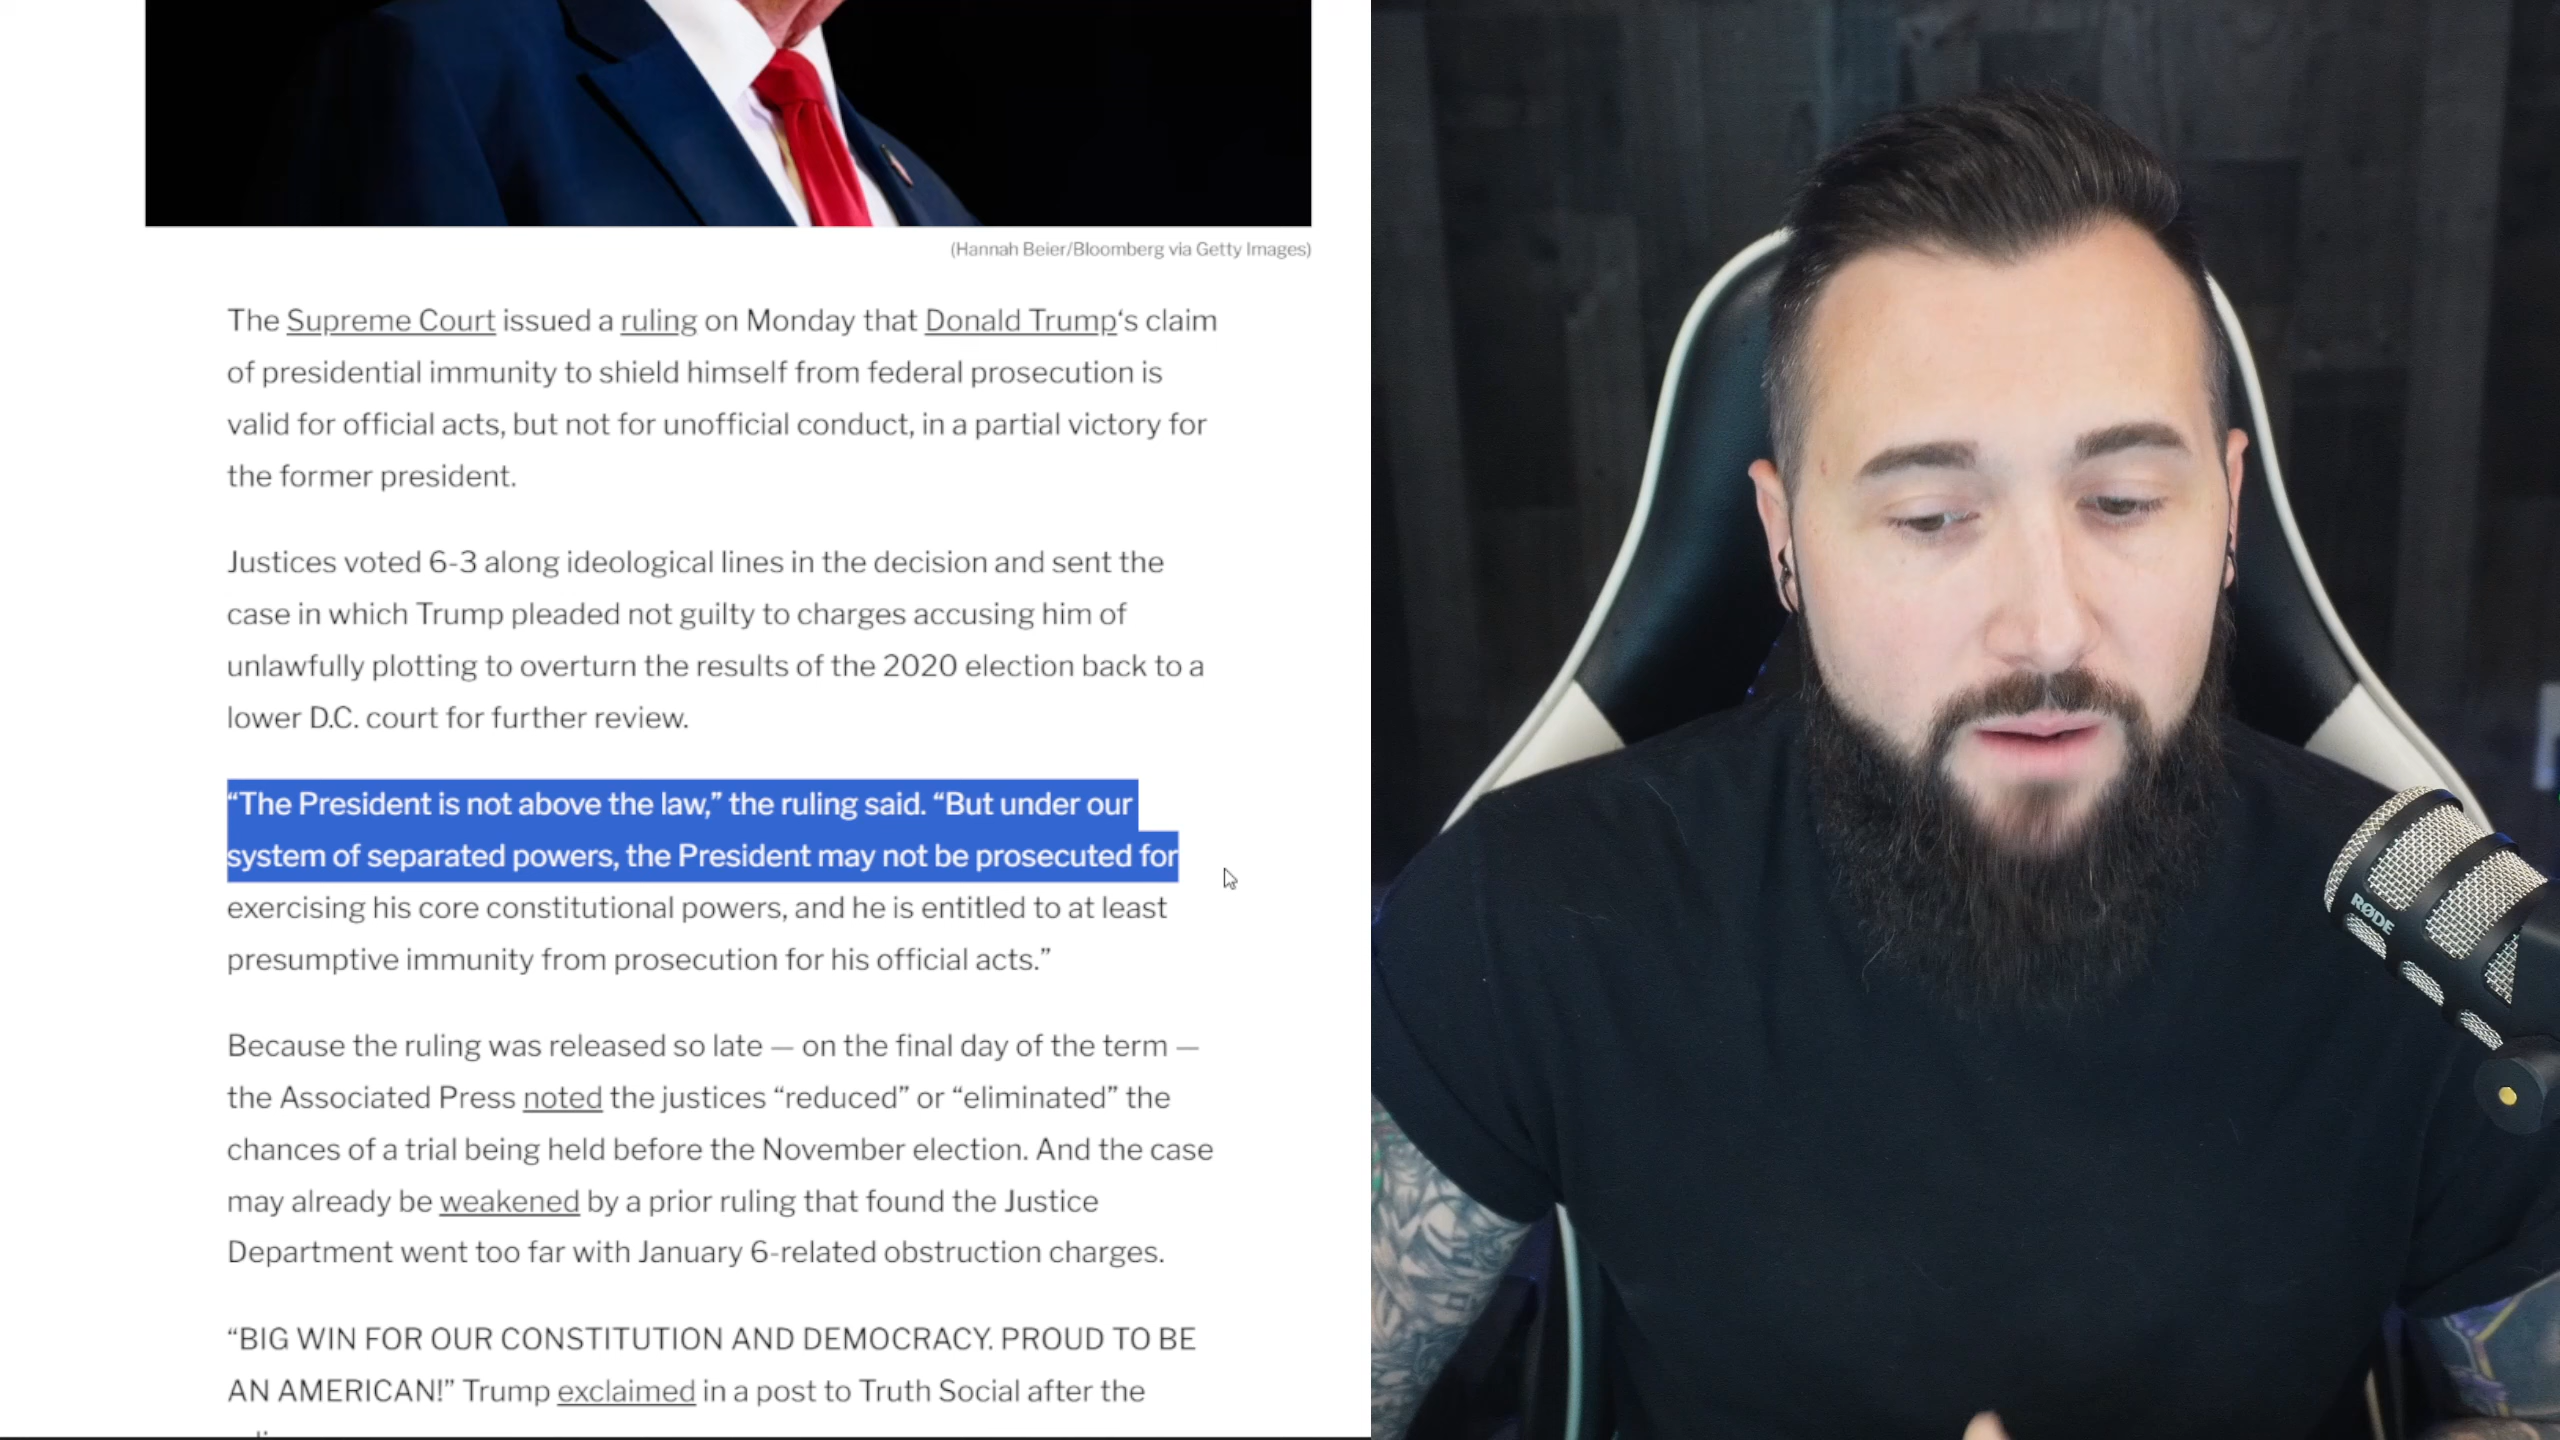 (Hannah Beier/Bloomberg via Getty Images)
The Supreme Court issued a ruling on Monday that Donald Trump‘s claim
of presidential immunity to shield himself from federal prosecution is
valid for official acts, but not for unofficial conduct, in a partial victory for
the former president.
Justices voted 6-3 along ideological lines in the decision and sent the
case in which Trump pleaded not guilty to charges accusing him of
unlawfully plotting to overturn the results of the 2020 election back to a
lower D.C. court for further review.
“The President is not above the law,” the ruling said. “But under our
system of separated powers, the President may not be prosecuted for
exercising his core constitutional powers, and he is entitled to at least
presumptive immunity from prosecution for his official acts.”
Because the ruling was released so late — on the final day of the term —
the Associated Press noted the justices “reduced” or “eliminated” the
chances of a trial being held before the November election. And the case
may already be weakened by a prior ruling that found the Justice
Department went too far with January 6-related obstruction charges.
“BIG WIN FOR OUR CONSTITUTION AND DEMOCRACY. PROUD TO BE
AN AMERICAN!” Trump exclaimed in a post to Truth Social after the
RØDE